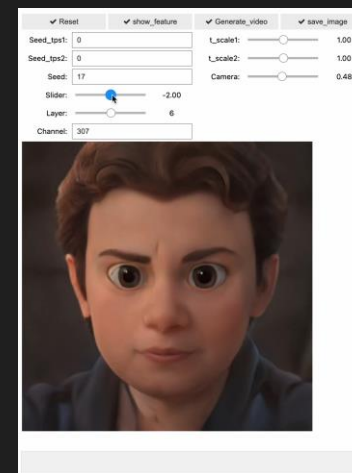 ✔ Reset ✔ show_feature ✔ Generate_video ✔ save_image
Seed_tps1: 0 t_scale1: 1.00
Seed_tps2: 0 t_scale2: 1.00
Seed: 17 Camera: 0.48
Slider: -2.00
Layer: 6
Channel: 307